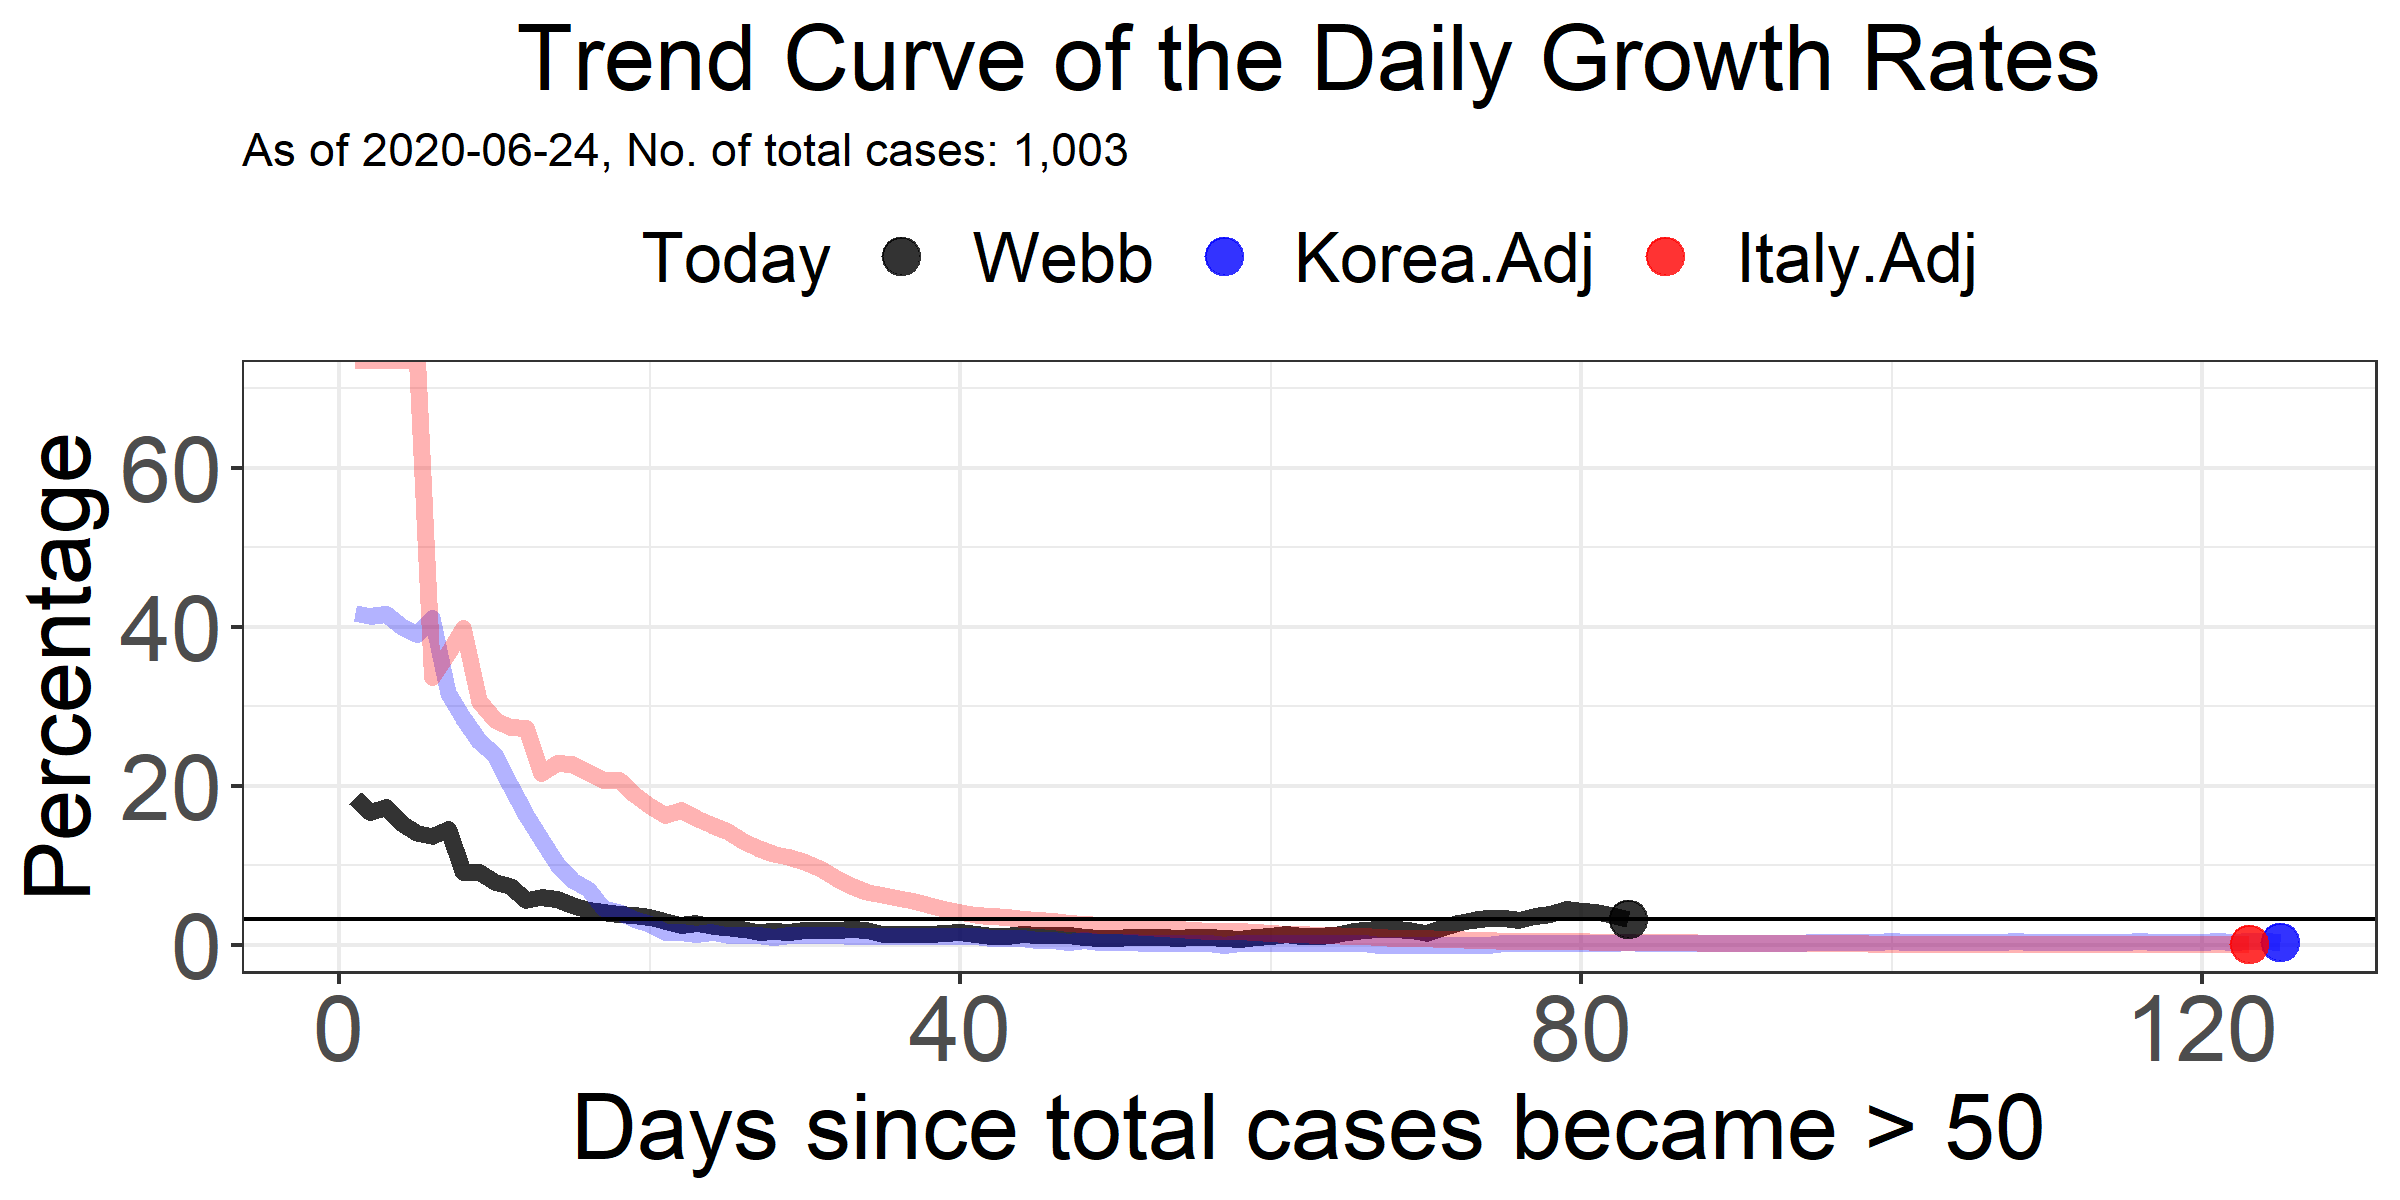 Trend Curve of the Daily Growth Rates
As of 2020-06-24, No. of total cases: 1,003
Today Webb Korea.Adj Italy.Adj
Percentage
60
40
20
0
0 40 80 120
Days since total cases became > 50